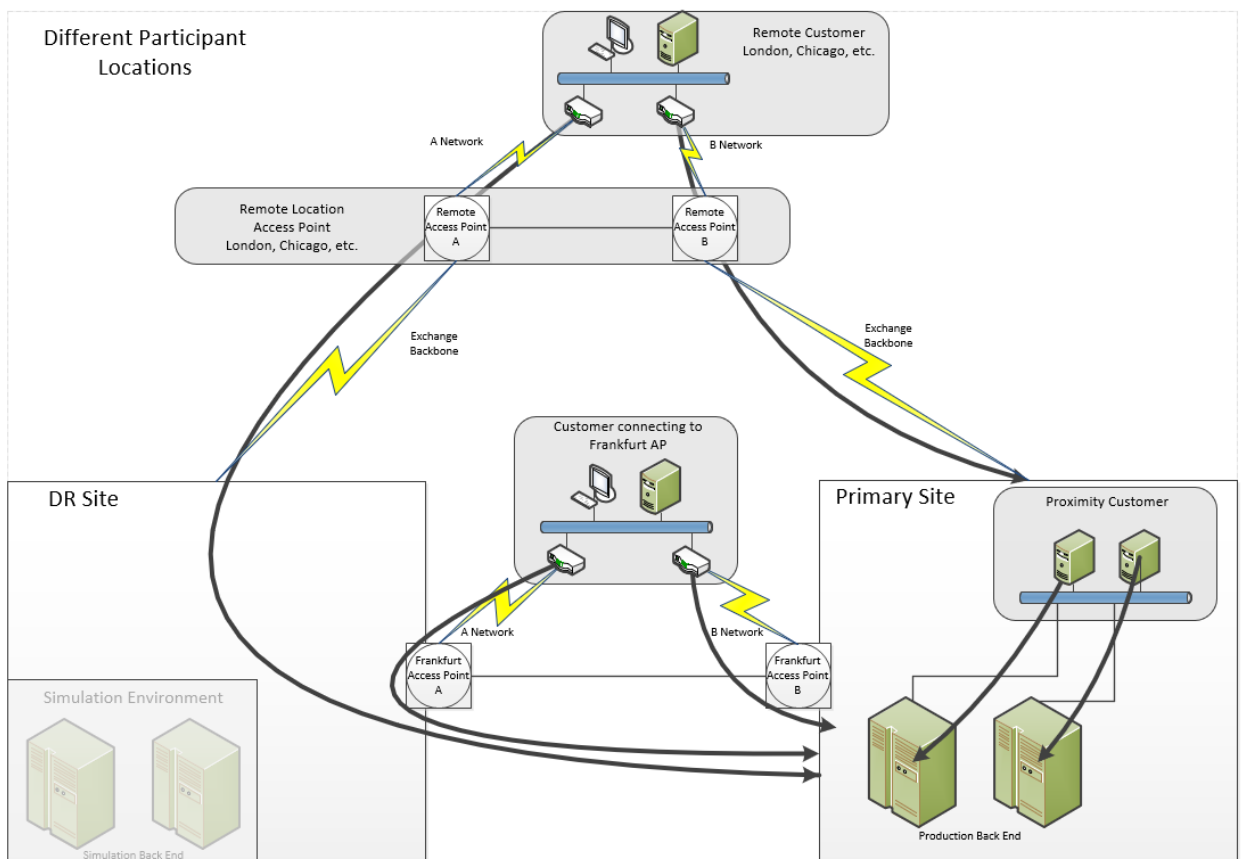 Different Participant
Locations
Remote Customer
London, Chicago, etc.
A Network
B Network
Remote Location
Access Point
London, Chicago, etc.
Remote
Access Point
A
Remote
Access Point
B
Exchange
Backbone
Exchange
Backbone
Customer connecting to
Frankfurt AP
DR Site
Primary Site
Proximity Customer
A Network
B Network
Frankfurt
Access Point
A
Frankfurt
Access Point
B
Simulation Environment
Simulation Back End
Production Back End